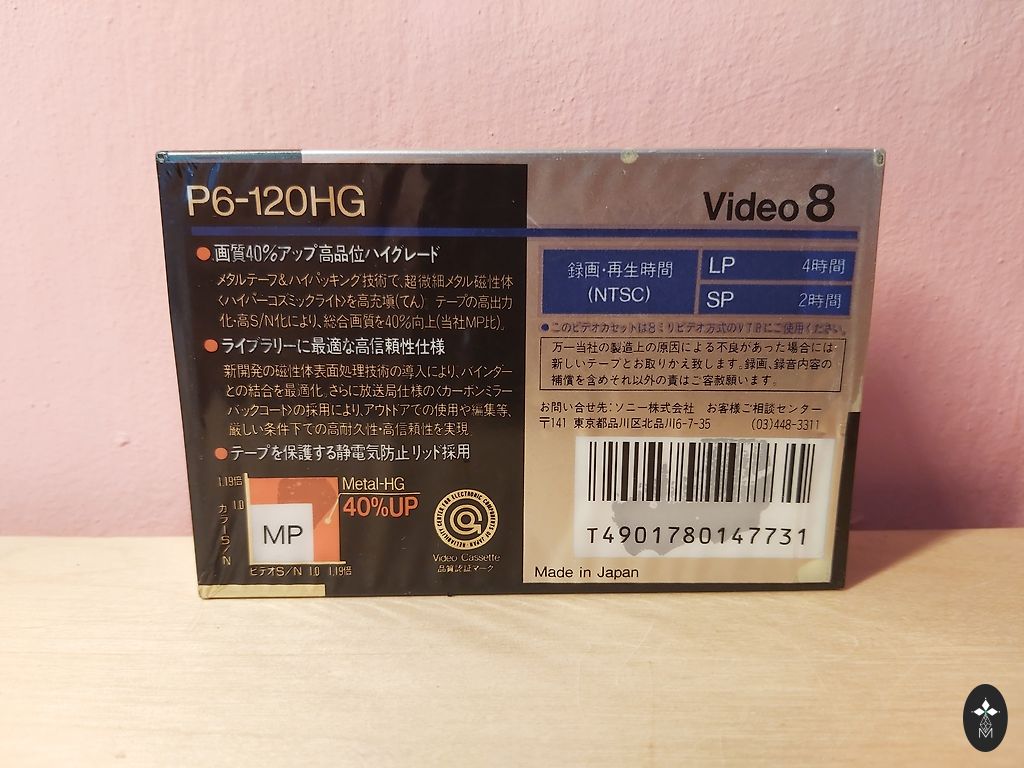 P6-120HG
●画質40%アップ高品位ハイグレード
メタルテープ&ハイパッキング技術で、超微細メタル磁性体
〈ハイパーコズミックライト〉を高充填(てん)。テープの高出力
化・高S/N化により、総合画質を40%向上(当社MP比)。
●ライブラリーに最適な高信頼性仕様
新開発の磁性体表面処理技術の導入により、バインダー
との結合を最適化。さらに放送局仕様の〈カーボンミラー
バックコート〉の採用により、アウトドアでの使用や編集等、
厳しい条件下での高耐久性・高信頼性を実現。
●テープを保護する静電気防止リッド採用
1.19倍
1.0
カラーS/N
MP
Metal-HG
40%UP
ビデオS/N 1.0 1.19倍
RELIABILITY CENTER FOR ELECTRONIC COMPONENTS OF JAPAN
Video Cassette
品質認証マーク
Video 8
録画・再生時間
(NTSC)
LP 4時間
SP 2時間
●このビデオカセットは8ミリビデオ方式のVTRにご使用ください。
万一当社の製造上の原因による不良があった場合には
新しいテープとお取りかえ致します。録画、録音内容の
補償を含めそれ以外の責はご容赦願います。
お問い合せ先:ソニー株式会社 お客様ご相談センター
〒141 東京都品川区北品川6-7-35 (03)448-3311
T4901780147731
Made in Japan
M